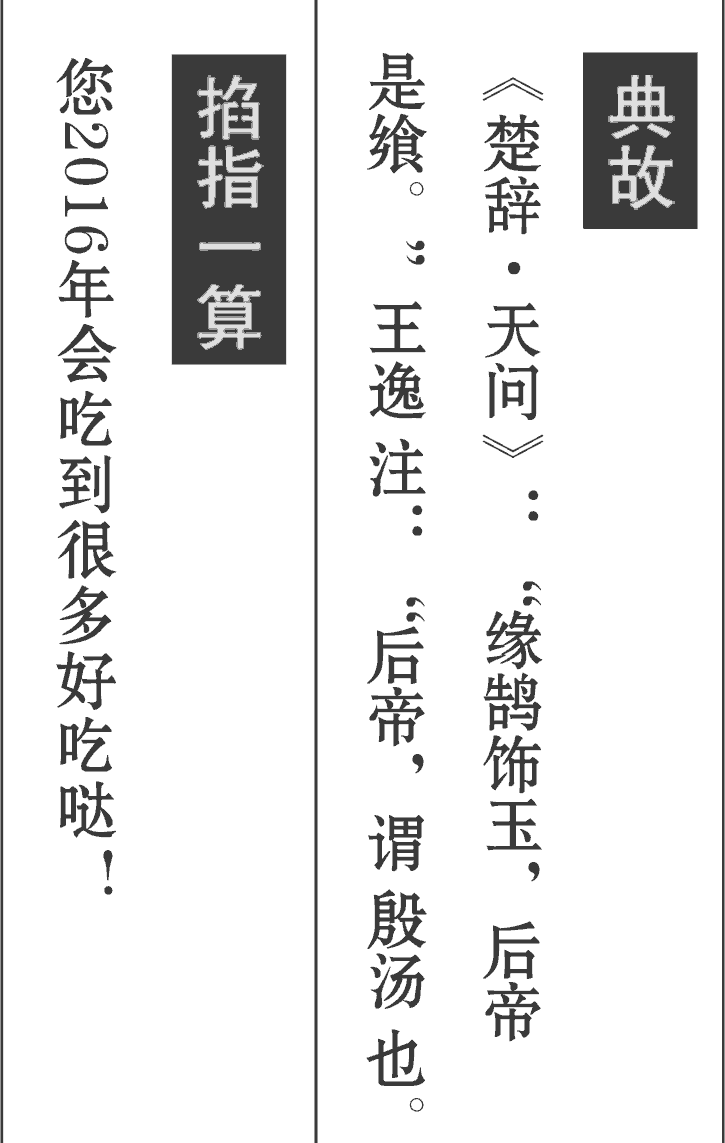 典故
《楚辞·天问》：“缘鹄饰玉，后帝
是飨。”王逸注：“后帝，谓殷汤也。
掐指一算
您2016年会吃到很多好吃哒！